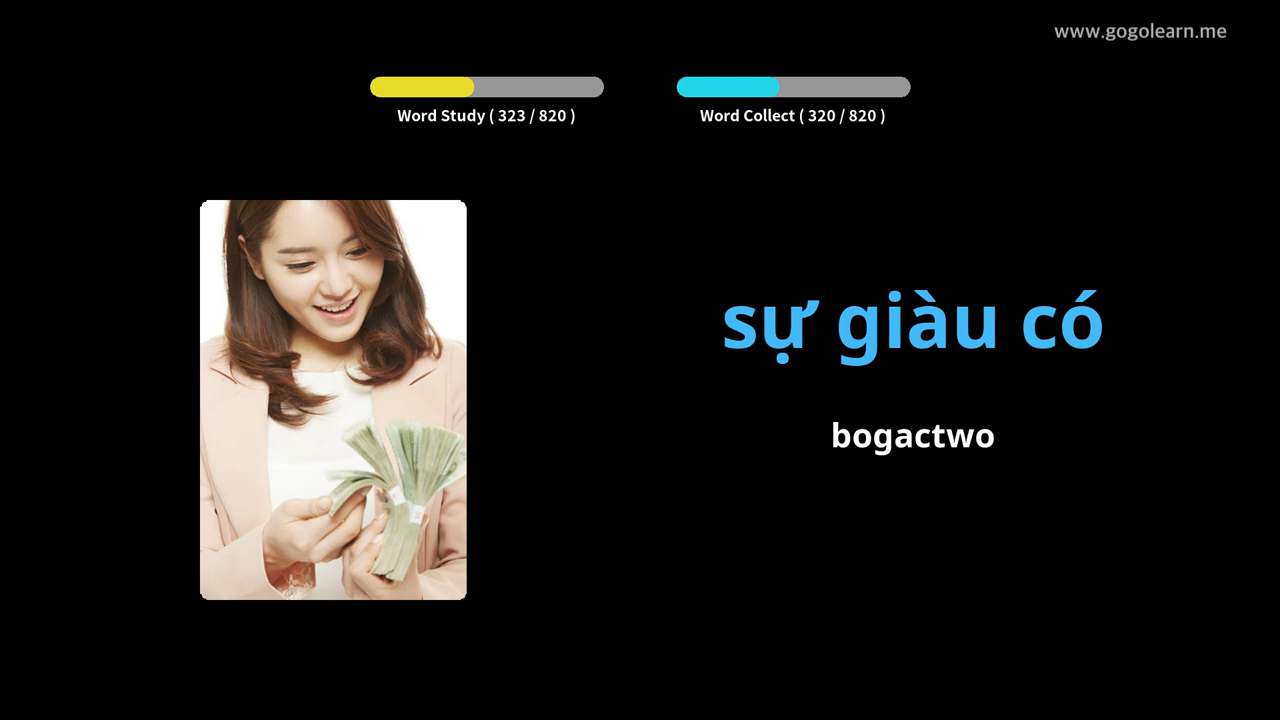 www.gogolearn.me
Word Study ( 323 / 820 )
Word Collect ( 320 / 820 )
sự giàu có
bogactwo